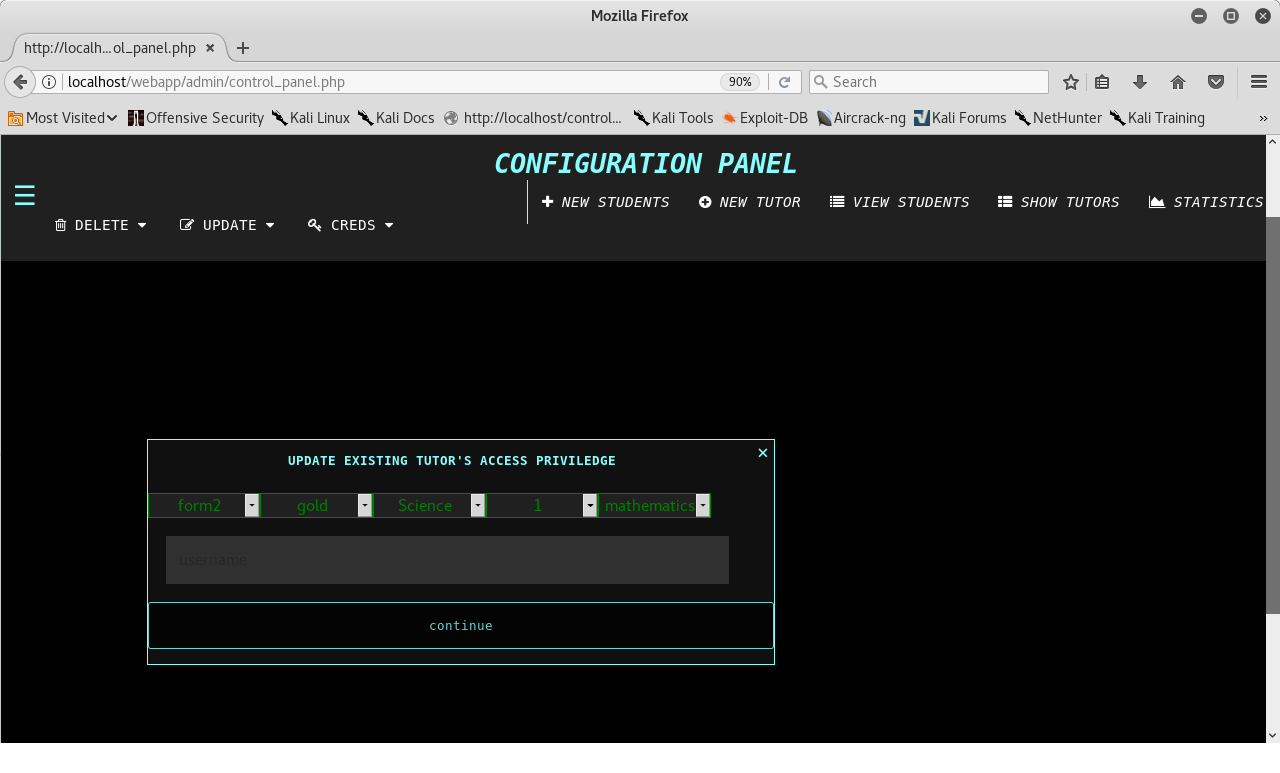 Mozilla Firefox
http://localh...ol_panel.php
localhost/webapp/admin/control_panel.php 90% Search
Most Visited Offensive Security Kali Linux Kali Docs http://localhost/control... Kali Tools Exploit-DB Aircrack-ng Kali Forums NetHunter Kali Training
CONFIGURATION PANEL
NEW STUDENTS NEW TUTOR VIEW STUDENTS SHOW TUTORS STATISTICS
DELETE UPDATE CREDS
UPDATE EXISTING TUTOR'S ACCESS PRIVILEDGE
form2 gold Science 1 mathematics
username
continue